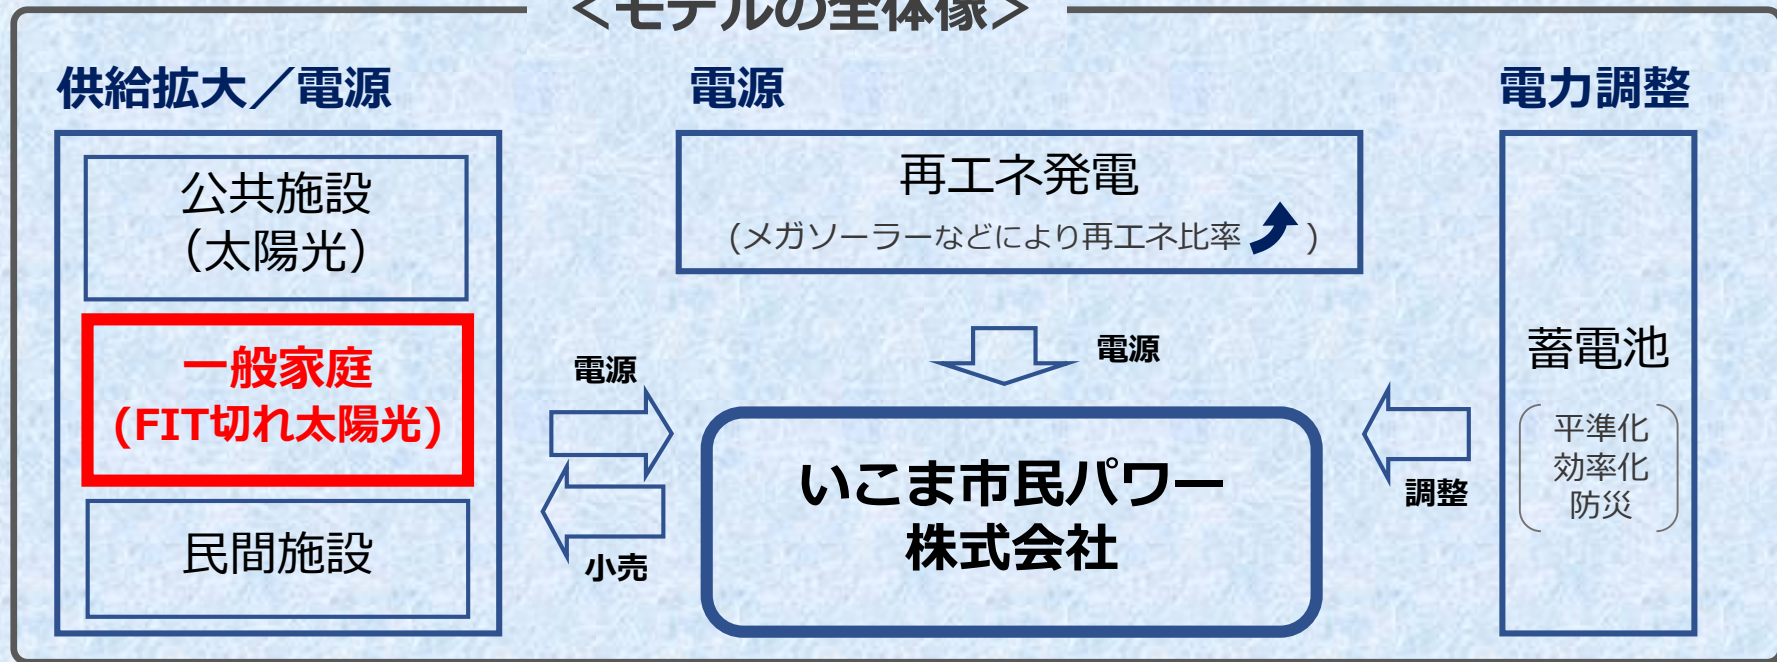 ＜モデルの全体像＞
供給拡大／電源
公共施設
（太陽光）
一般家庭
(FIT切れ太陽光)
民間施設
電源
小売
電源
再エネ発電
(メガソーラーなどにより再エネ比率 )
電源
いこま市民パワー
株式会社
電力調整
蓄電池
平準化
効率化
防災
調整